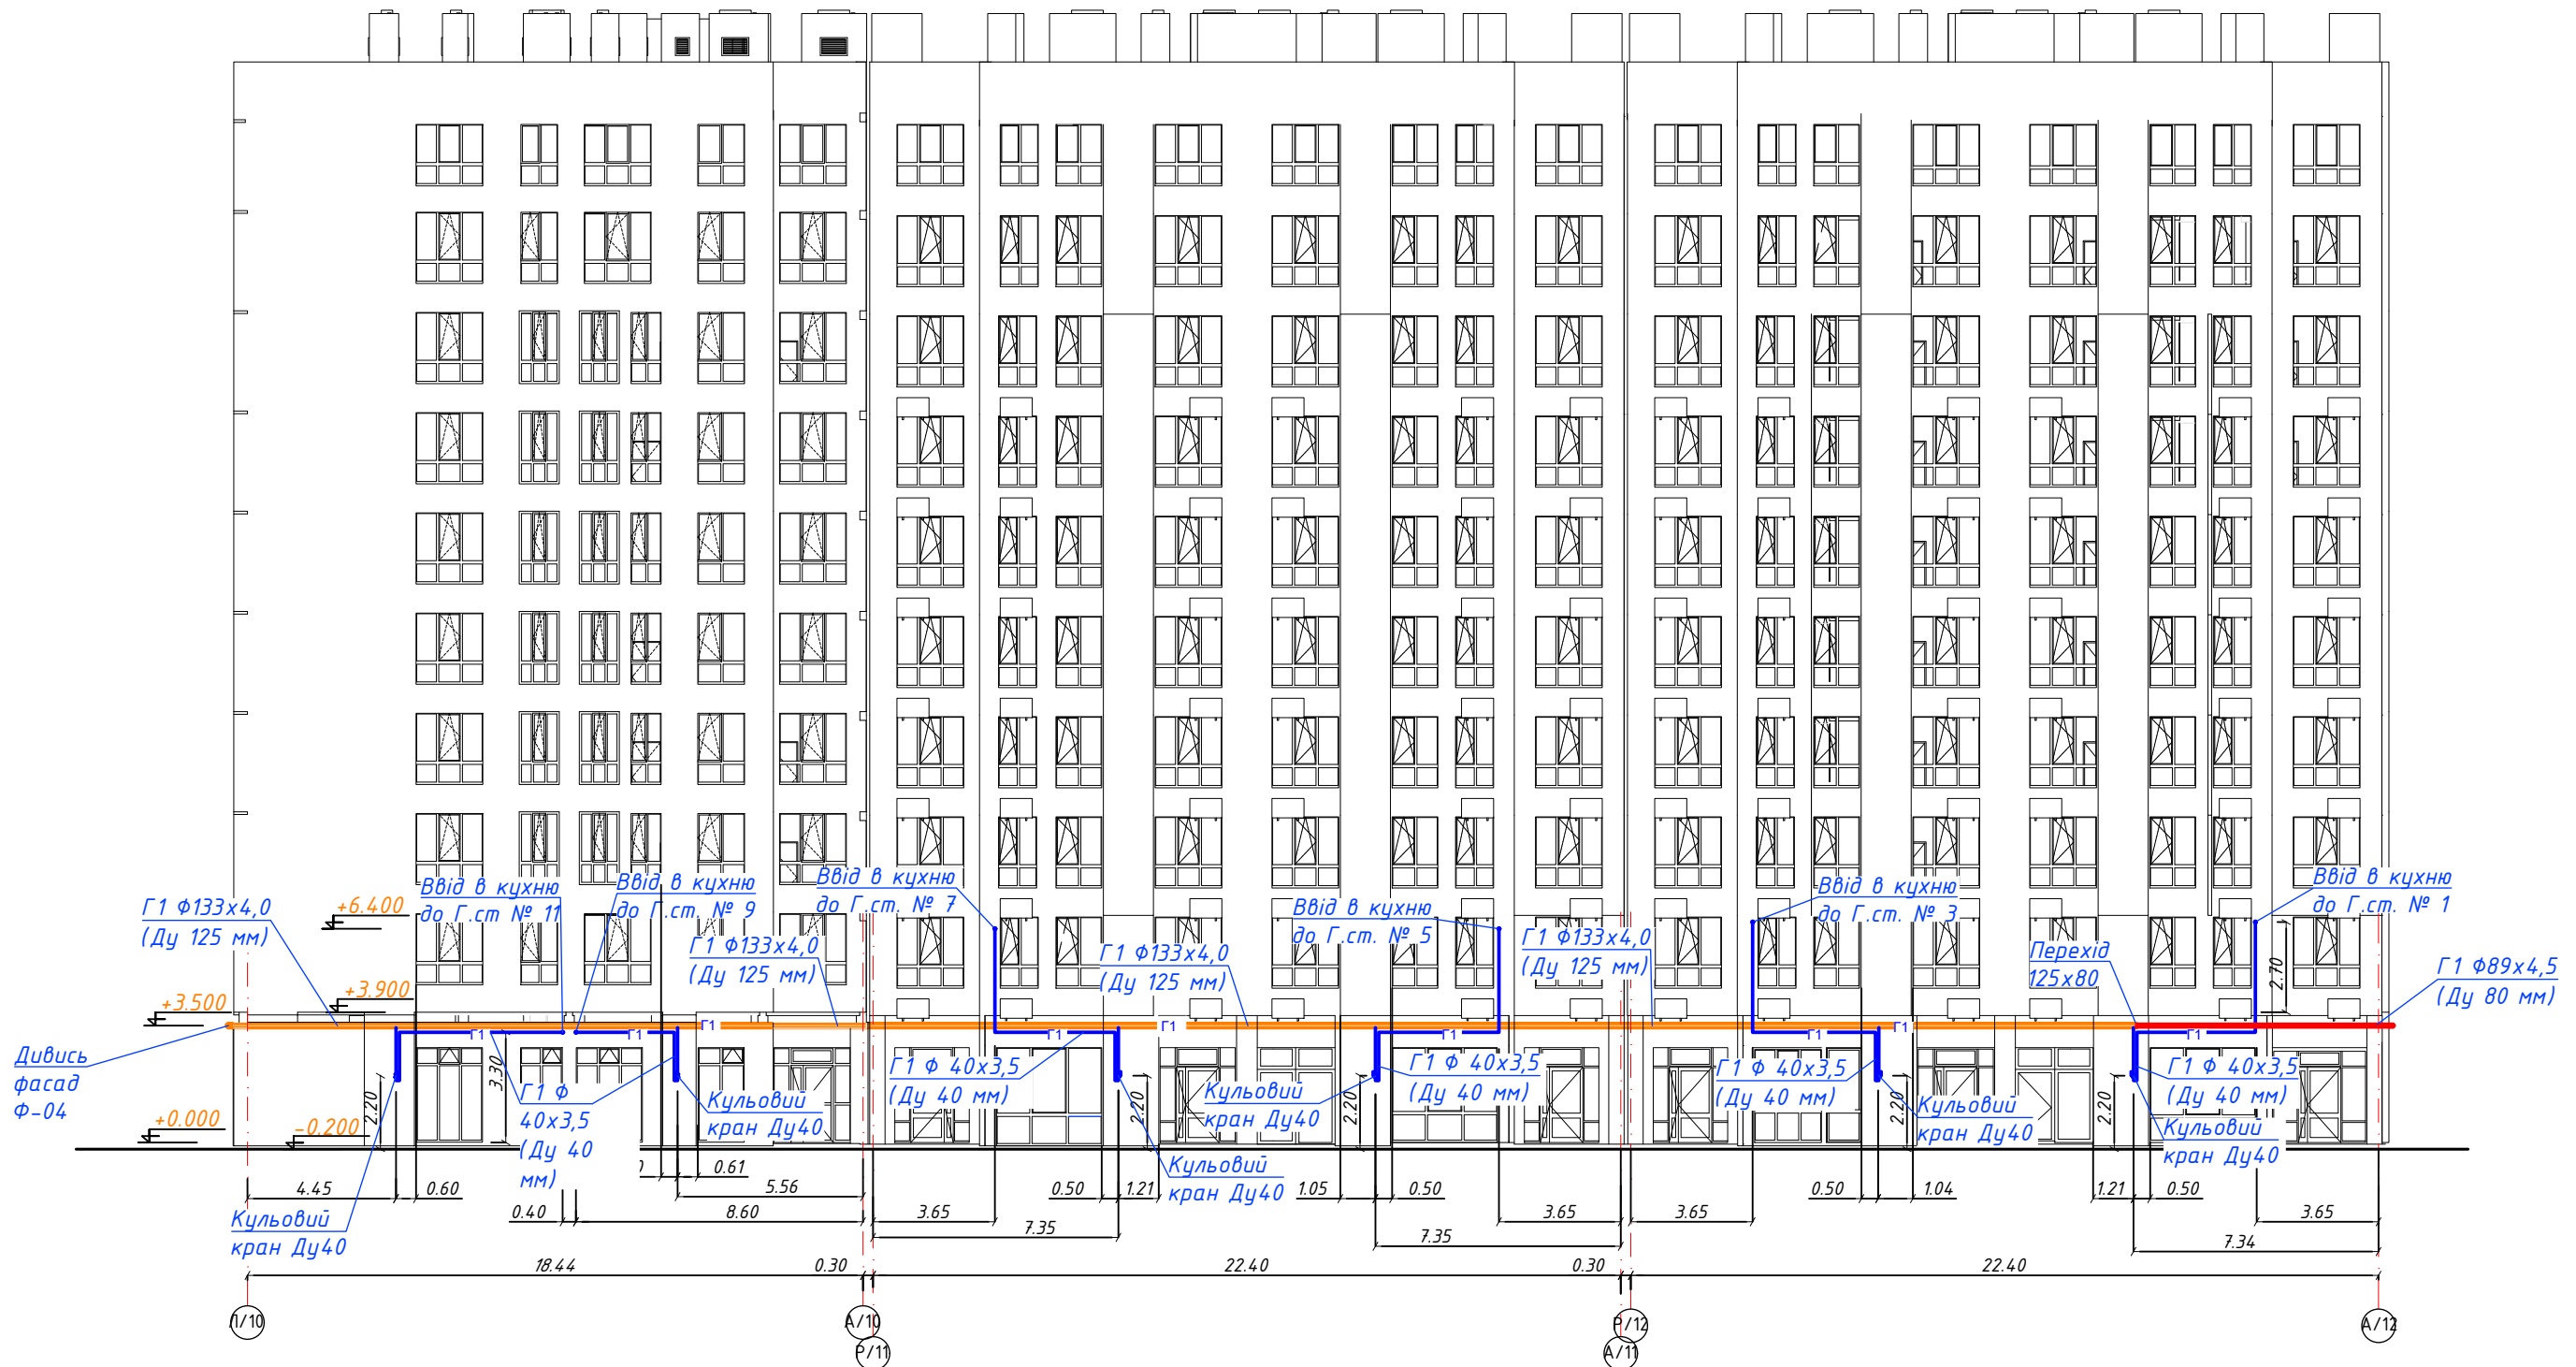 Ввід в кухню
до Г.ст № 11
Ввід в кухню
до Г.ст. № 9
Ввід в кухню
до Г.ст. № 7
Ввід в кухню
до Г.ст. № 5
Ввід в кухню
до Г.ст. № 3
Ввід в кухню
до Г.ст. № 1
Г1 Ф133х4,0
(Ду 125 мм)
+6.400
Г1 Ф133х4,0
(Ду 125 мм)
Г1 Ф133х4,0
(Ду 125 мм)
Г1 Ф133х4,0
(Ду 125 мм)
Перехід
125х80
2.70
Г1 Ф89х4,5
(Ду 80 мм)
+3.500
+3.900
Г1
Г1
Г1
Г1
Г1
Г1
Г1
Г1
Г1
Дивись
фасад
Ф-04
+0.000
-0.200
2.20
3.30
Г1 Ф
40х3,5
(Ду 40
мм)
Кульовий
кран Ду40
Г1 Ф 40х3,5
(Ду 40 мм)
2.20
Кульовий
кран Ду40
Кульовий
кран Ду40
2.20
Г1 Ф 40х3,5
(Ду 40 мм)
Г1 Ф 40х3,5
(Ду 40 мм)
2.20
Кульовий
кран Ду40
2.20
Г1 Ф 40х3,5
(Ду 40 мм)
Кульовий
кран Ду40
Кульовий
кран Ду40
4.45
0.60
0.61
5.56
0.50
1.21
1.05
0.50
0.50
1.04
1.21
0.50
0.40
8.60
3.65
3.65
3.65
3.65
7.35
7.35
7.34
18.44
0.30
22.40
0.30
22.40
Л/10
А/10
Р/11
А/11
Р/12
А/12